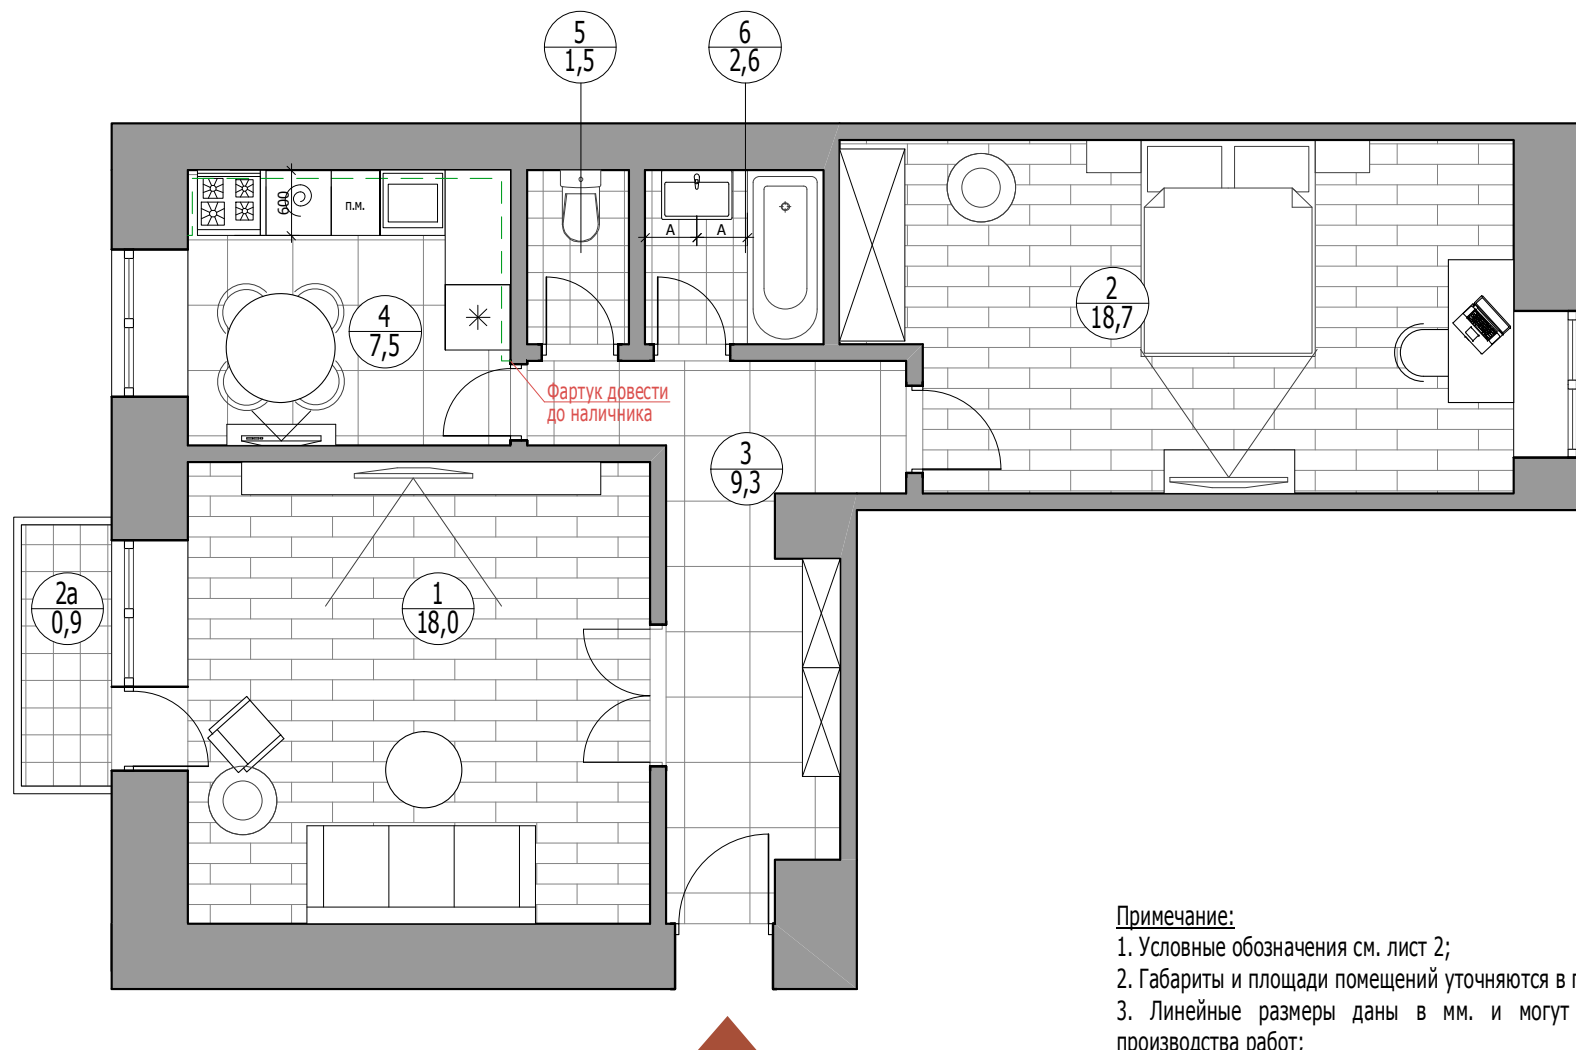 5
1,5
6
2,6
600
п.м.
А
А
4
7,5
2
18,7
Фартук довести
до наличника
3
9,3
2а
0,9
1
18,0
Примечание:
1. Условные обозначения см. лист 2;
2. Габариты и площади помещений уточняются в
3. Линейные размеры даны в мм. и могут
производства работ;